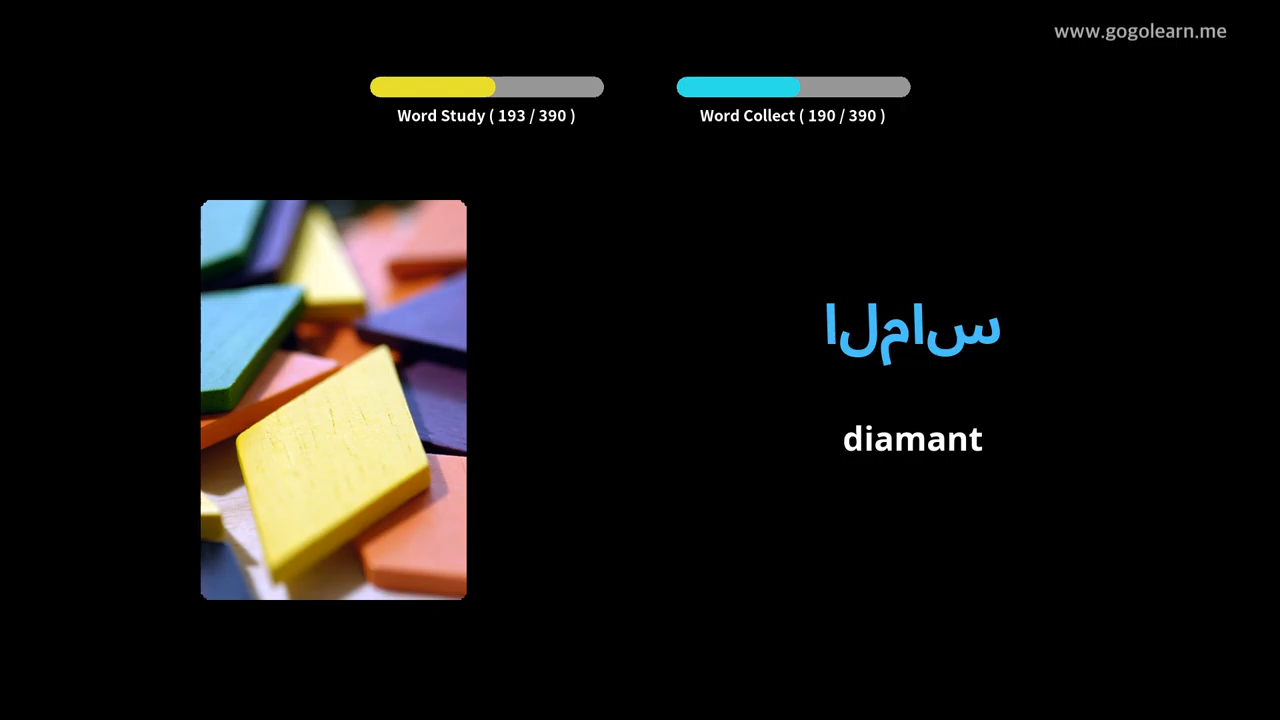 www.gogolearn.me
Word Study ( 193 / 390 )
Word Collect ( 190 / 390 )
الماس
diamant